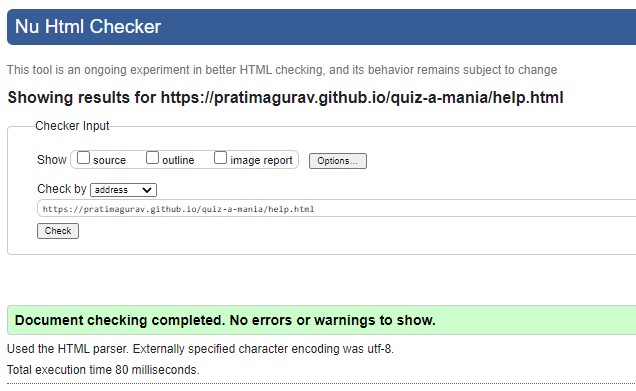 Nu Html Checker
This tool is an ongoing experiment in better HTML checking, and its behavior remains subject to change
Showing results for https://pratimagurav.github.io/quiz-a-mania/help.html
Checker Input
Show source outline image report Options...
Check by address
https://pratimagurav.github.io/quiz-a-mania/help.html
Check
Document checking completed. No errors or warnings to show.
Used the HTML parser. Externally specified character encoding was utf-8.
Total execution time 80 milliseconds.